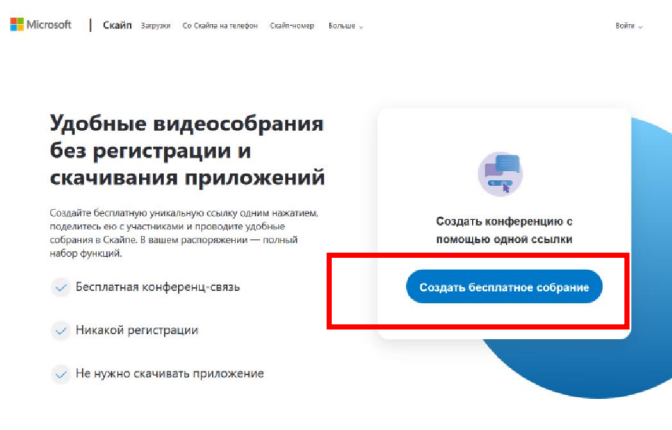 Microsoft | Скайп Загрузки Со Скайпа на телефон Скайп-номер Больше Войти
Удобные видеособрания
без регистрации и
скачивания приложений
Создайте бесплатную уникальную ссылку одним нажатием,
поделитесь ею с участниками и проводите удобные
собрания в Скайпе. В вашем распоряжении — полный
набор функций.
Бесплатная конференц-связь
Никакой регистрации
Не нужно скачивать приложение
Создать конференцию с
помощью одной ссылки
Создать бесплатное собрание